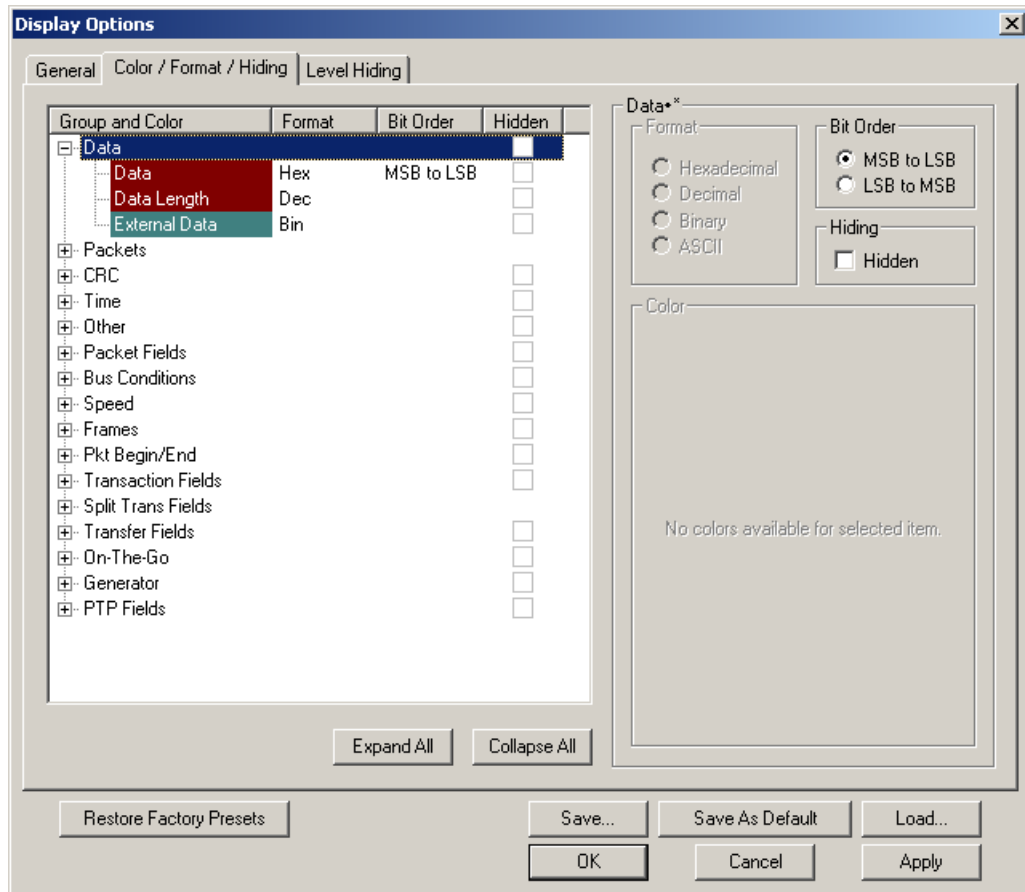 Display Options
General Color / Format / Hiding Level Hiding
Group and Color Format Bit Order Hidden
Data
Data Hex MSB to LSB
Data Length Dec
External Data Bin
Packets
CRC
Time
Other
Packet Fields
Bus Conditions
Speed
Frames
Pkt Begin/End
Transaction Fields
Split Trans Fields
Transfer Fields
On-The-Go
Generator
PTP Fields
Expand All Collapse All
Data
Format
Hexadecimal
Decimal
Binary
ASCII
Bit Order
MSB to LSB
LSB to MSB
Hiding
Hidden
Color
No colors available for selected item.
Restore Factory Presets Save... Save As Default Load...
OK Cancel Apply